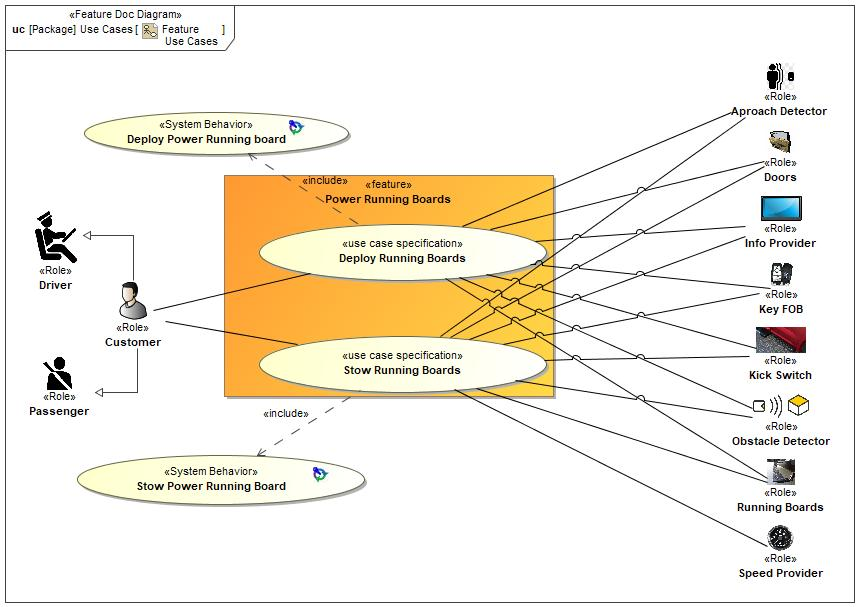 «Feature Doc Diagram»
uc [Package] Use Cases [ Feature ]
Use Cases
«System Behavior»
Deploy Power Running board
«include»
«feature»
Power Running Boards
«use case specification»
Deploy Running Boards
«use case specification»
Stow Running Boards
«include»
«System Behavior»
Stow Power Running Board
«Role»
Driver
«Role»
Customer
«Role»
Passenger
«Role»
Aproach Detector
«Role»
Doors
«Role»
Info Provider
«Role»
Key FOB
«Role»
Kick Switch
«Role»
Obstacle Detector
«Role»
Running Boards
«Role»
Speed Provider